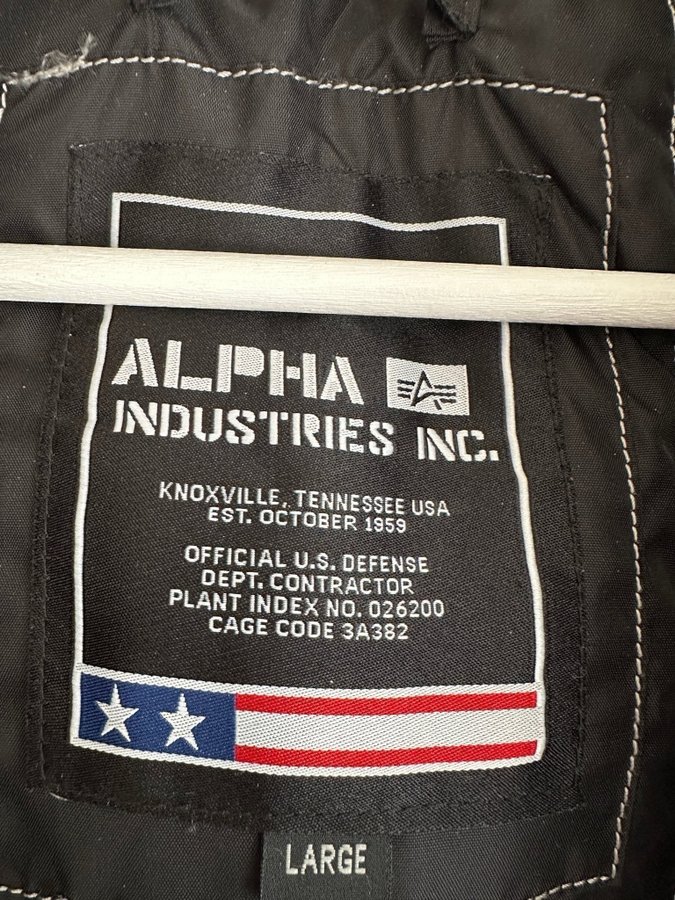 ALPHA
INDUSTRIES INC.
KNOXVILLE, TENNESSEE USA
EST. OCTOBER 1959
OFFICIAL U.S. DEFENSE
DEPT. CONTRACTOR
PLANT INDEX NO. 026200
CAGE CODE 3A382
LARGE